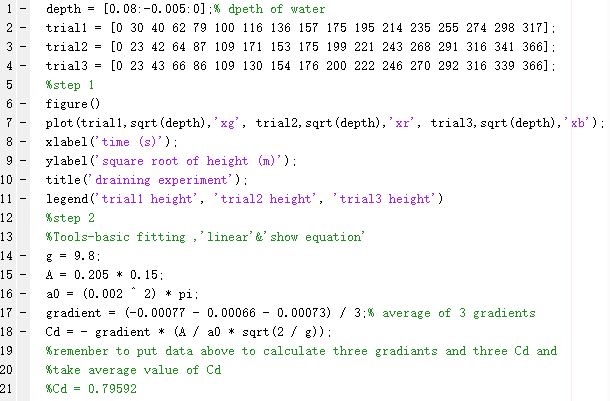 1 - depth = [0.08:-0.005:0];% dpeth of water
2 - trial1 = [0 30 40 62 79 100 116 136 157 175 195 214 235 255 274 298 317];
3 - trial2 = [0 23 42 64 87 109 171 153 175 199 221 243 268 291 316 341 366];
4 - trial3 = [0 23 43 66 86 109 130 154 176 200 222 246 270 292 316 339 366];
5 %step 1
6 - figure()
7 - plot(trial1,sqrt(depth),'xg', trial2,sqrt(depth),'xr', trial3,sqrt(depth),'xb');
8 - xlabel('time (s)');
9 - ylabel('square root of height (m)');
10 - title('draining experiment');
11 - legend('trial1 height', 'trial2 height', 'trial3 height')
12 %step 2
13 %Tools-basic fitting ,'linear'&'show equation'
14 - g = 9.8;
15 - A = 0.205 * 0.15;
16 - a0 = (0.002 ^ 2) * pi;
17 - gradient = (-0.00077 - 0.00066 - 0.00073) / 3;% average of 3 gradients
18 - Cd = - gradient * (A / a0 * sqrt(2 / g));
19 %remenber to put data above to calculate three gradiants and three Cd and
20 %take average value of Cd
21 %Cd = 0.79592